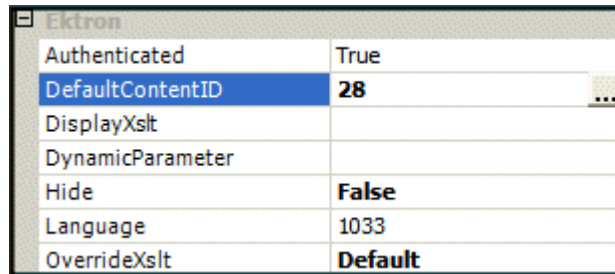 Ektron
Authenticated True
DefaultContentID 28 ...
DisplayXslt
DynamicParameter
Hide False
Language 1033
OverrideXslt Default